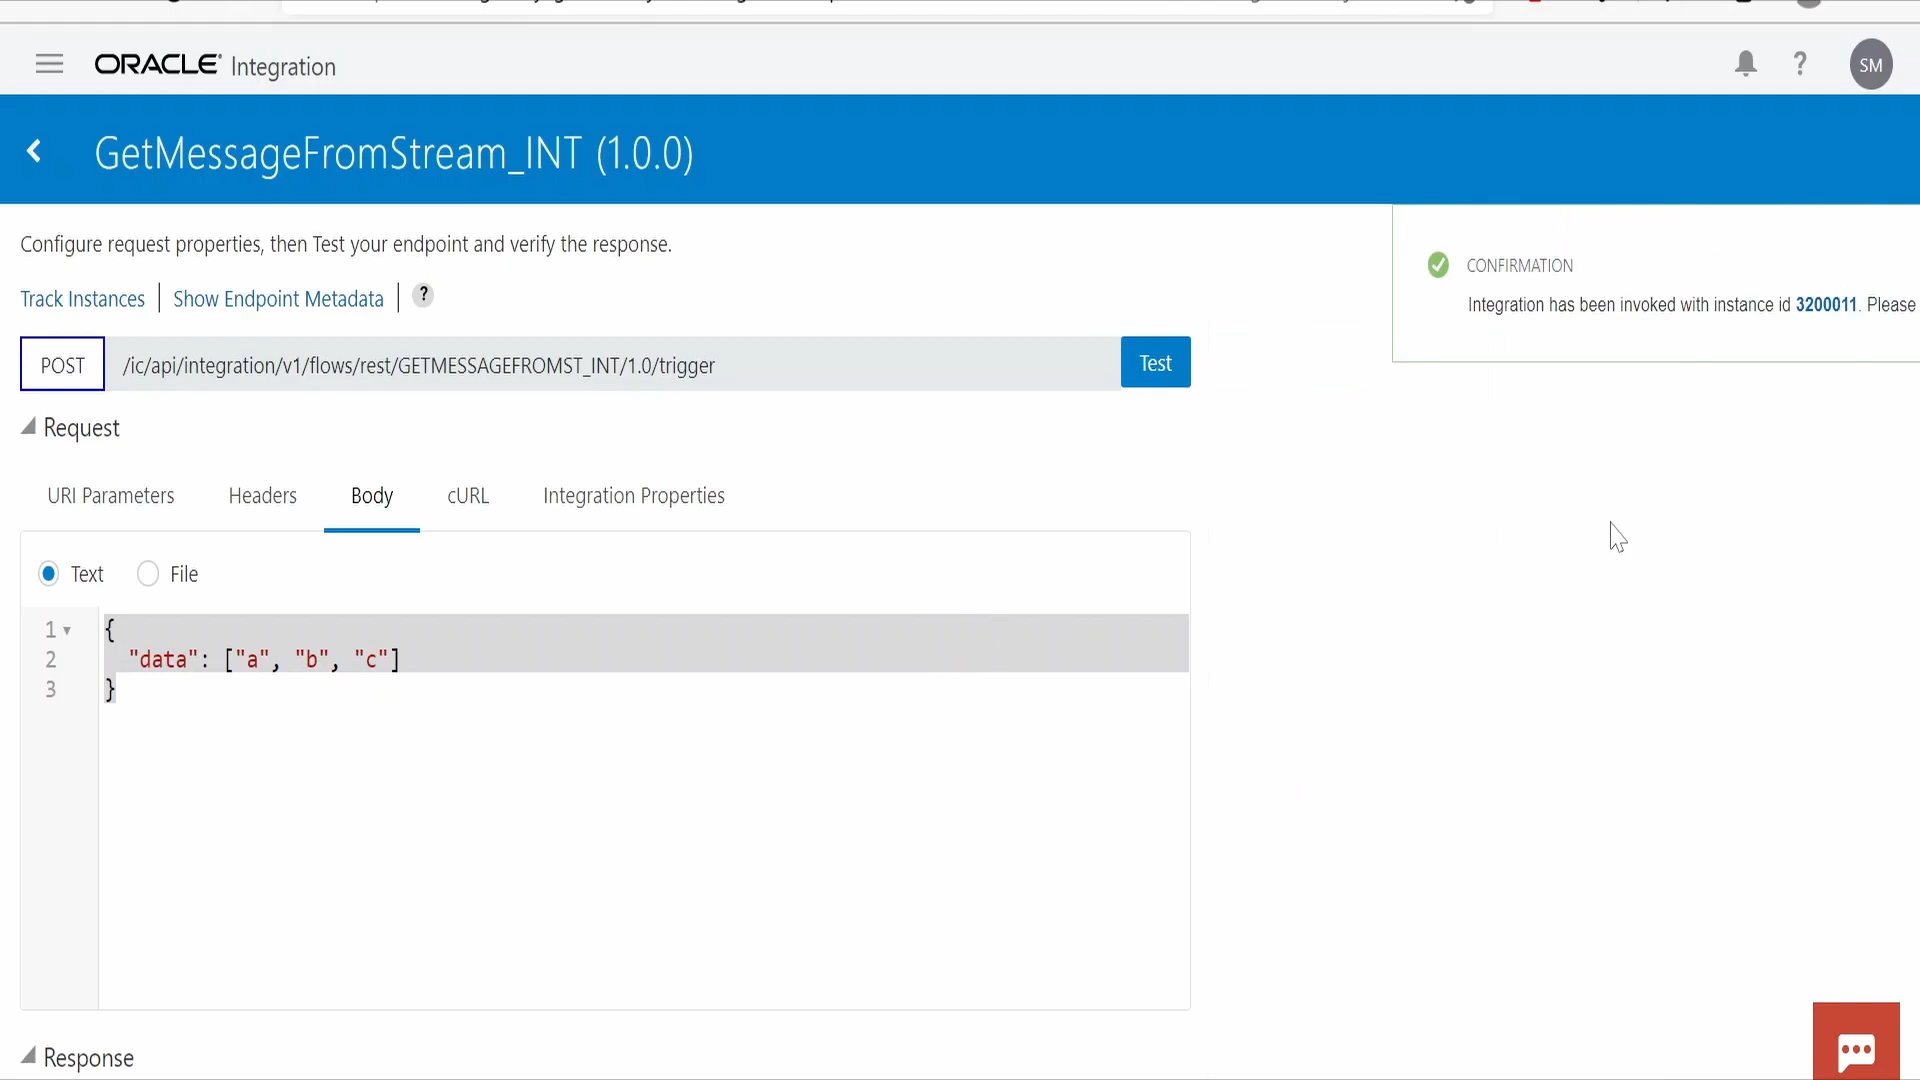 ORACLE Integration
SM
GetMessageFromStream_INT (1.0.0)
Configure request properties, then Test your endpoint and verify the response.
CONFIRMATION
Integration has been invoked with instance id 3200011. Please
Track Instances | Show Endpoint Metadata | ?
POST /ic/api/integration/v1/flows/rest/GETMESSAGEFROMST_INT/1.0/trigger Test
Request
URI Parameters Headers Body cURL Integration Properties
Text File
1 {
2 "data": ["a", "b", "c"]
3 }
Response